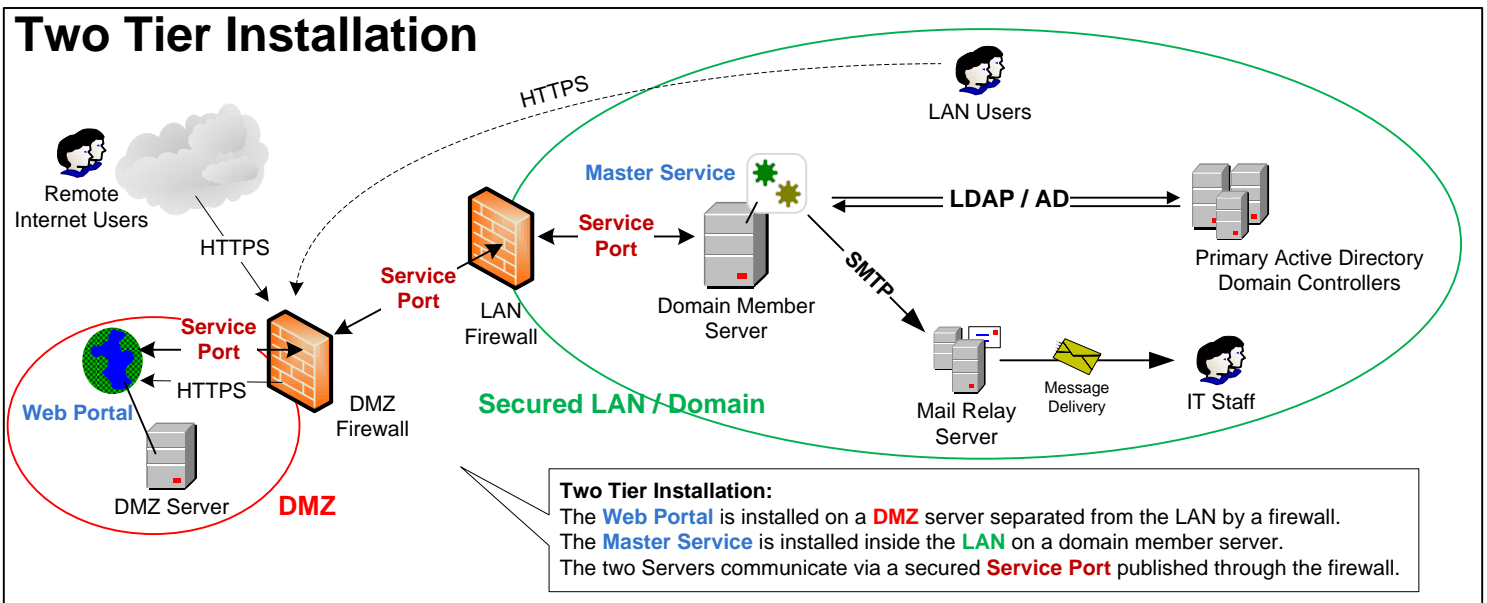 Two Tier Installation
HTTPS
LAN Users
Remote
Internet Users
Master Service
LDAP / AD
Service
Port
HTTPS
Primary Active Directory
Domain Controllers
Service
Port
SMTP
LAN
Firewall
Domain Member
Server
Service
Port
HTTPS
Web Portal
DMZ
Firewall
Secured LAN / Domain
Mail Relay
Server
Message
Delivery
IT Staff
DMZ Server
DMZ
Two Tier Installation:
The Web Portal is installed on a DMZ server separated from the LAN by a firewall.
The Master Service is installed inside the LAN on a domain member server.
The two Servers communicate via a secured Service Port published through the firewall.